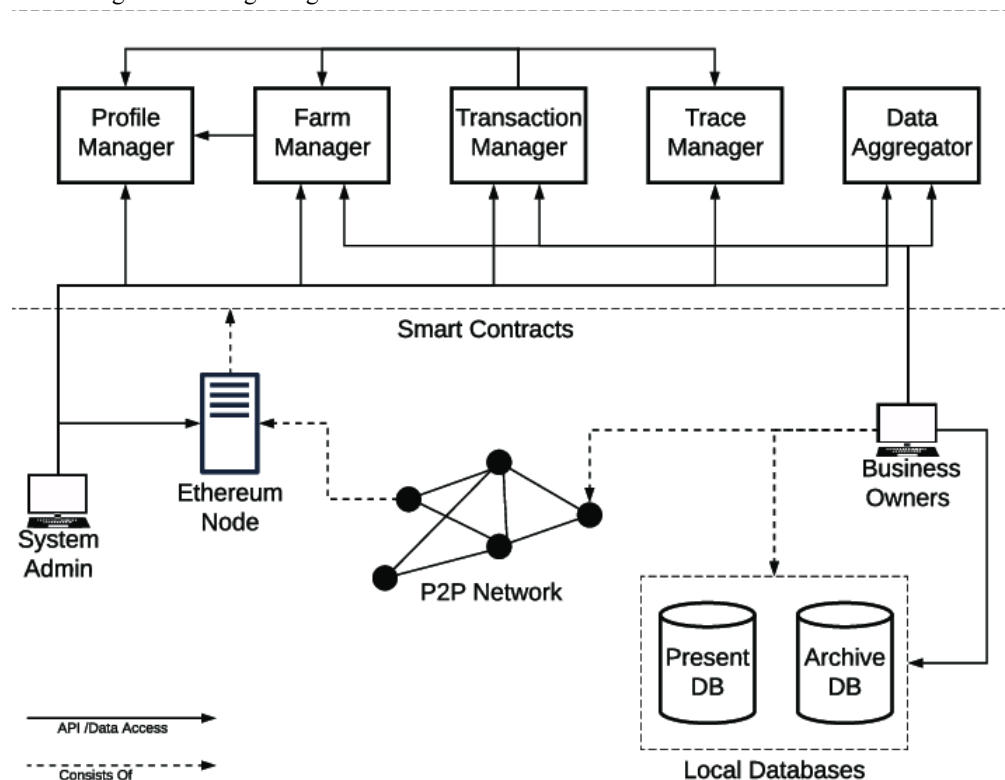 Profile
Manager
Farm
Manager
Transaction
Manager
Trace
Manager
Data
Aggregator
Smart Contracts
System
Admin
Ethereum
Node
P2P Network
Business
Owners
Present
DB
Archive
DB
Local Databases
API /Data Access
Consists Of